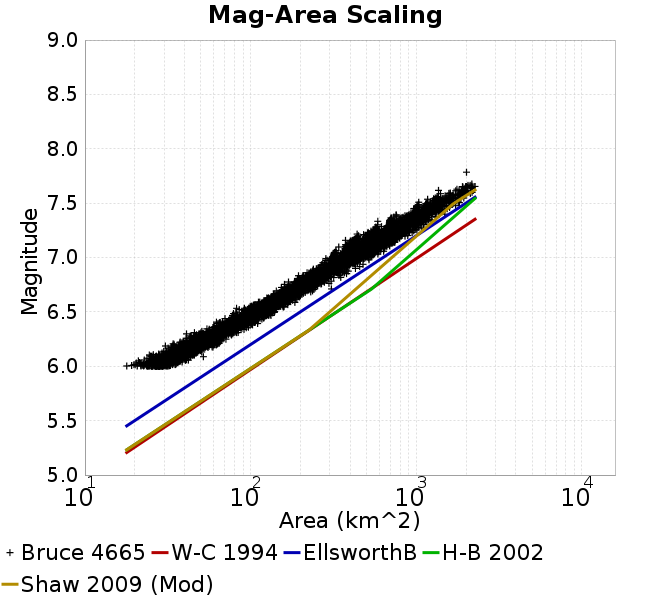 Mag-Area Scaling
9.0
8.5
8.0
7.5
7.0
6.5
6.0
5.5
5.0
Magnitude
10^1
10^2
10^3
10^4
Area (km^2)
Bruce 4665 W-C 1994 EllsworthB H-B 2002
Shaw 2009 (Mod)